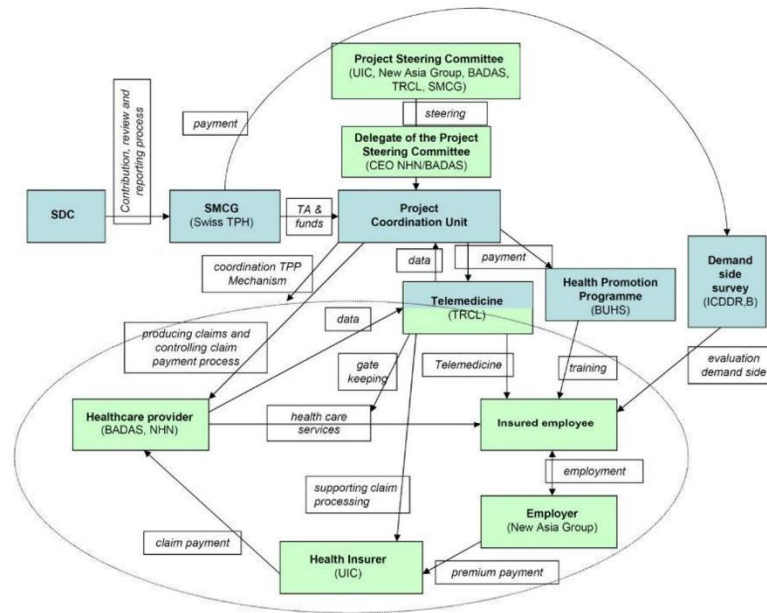 Project Steering Committee
(UIC, New Asia Group, BADAS,
TRCL, SMCG)
Contribution, review and
reporting process
payment
steering
Delegate of the Project
Steering Committee
(CEO NHN/BADAS)
SDC
SMCG
(Swiss TPH)
TA &
funds
Project
Coordination Unit
Demand
side
survey
(ICDDR,B)
coordination TPP
Mechanism
data
payment
Health Promotion
Programme
(BUHS)
Telemedicine
(TRCL)
producing claims and
controlling claim
payment process
data
gate
keeping
Telemedicine
training
evaluation
demand side
Healthcare provider
(BADAS, NHN)
health care
services
Insured employee
supporting claim
processing
employment
Employer
(New Asia Group)
claim payment
Health Insurer
(UIC)
premium payment